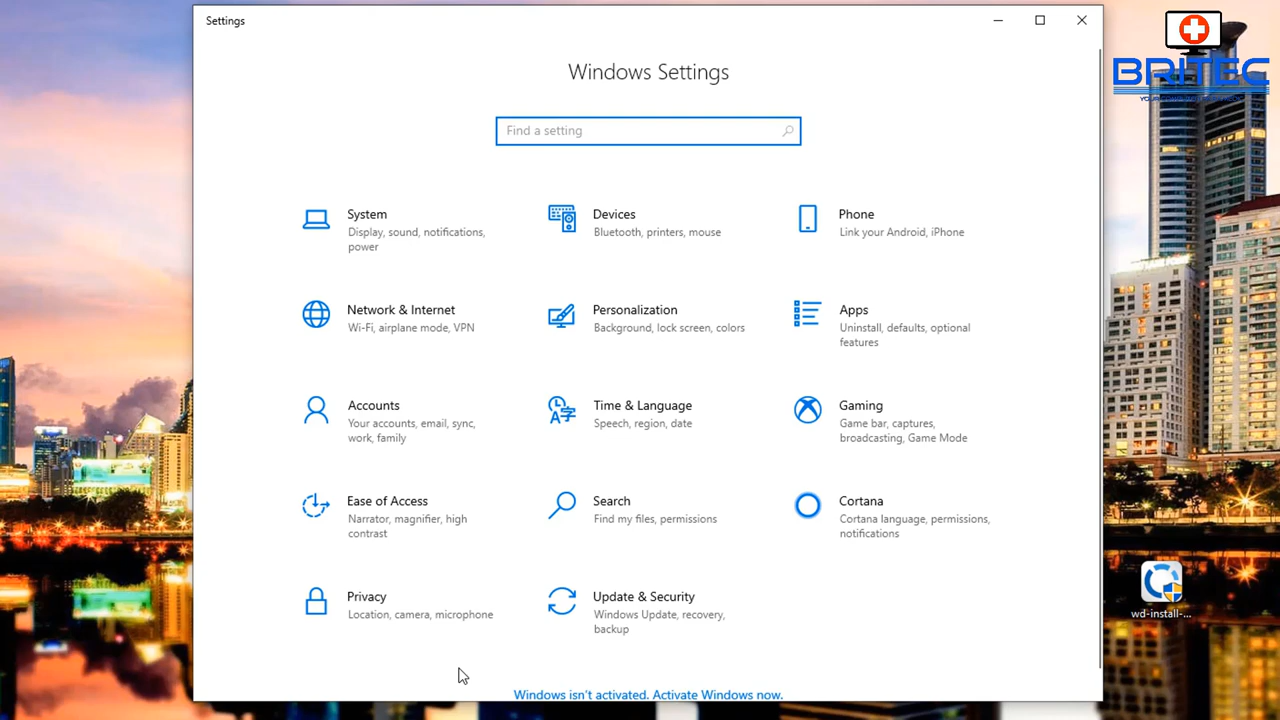 Settings
BRITEC
Windows Settings
Find a setting
System
Display, sound, notifications,
power
Devices
Bluetooth, printers, mouse
Phone
Link your Android, iPhone
Network & Internet
Wi-Fi, airplane mode, VPN
Personalization
Background, lock screen, colors
Apps
Uninstall, defaults, optional
features
Accounts
Your accounts, email, sync,
work, family
Time & Language
Speech, region, date
Gaming
Game bar, captures,
broadcasting, Game Mode
Ease of Access
Narrator, magnifier, high
contrast
Search
Find my files, permissions
Cortana
Cortana language, permissions,
notifications
Privacy
Location, camera, microphone
Update & Security
Windows Update, recovery,
backup
wd-install-...
Windows isn't activated. Activate Windows now.